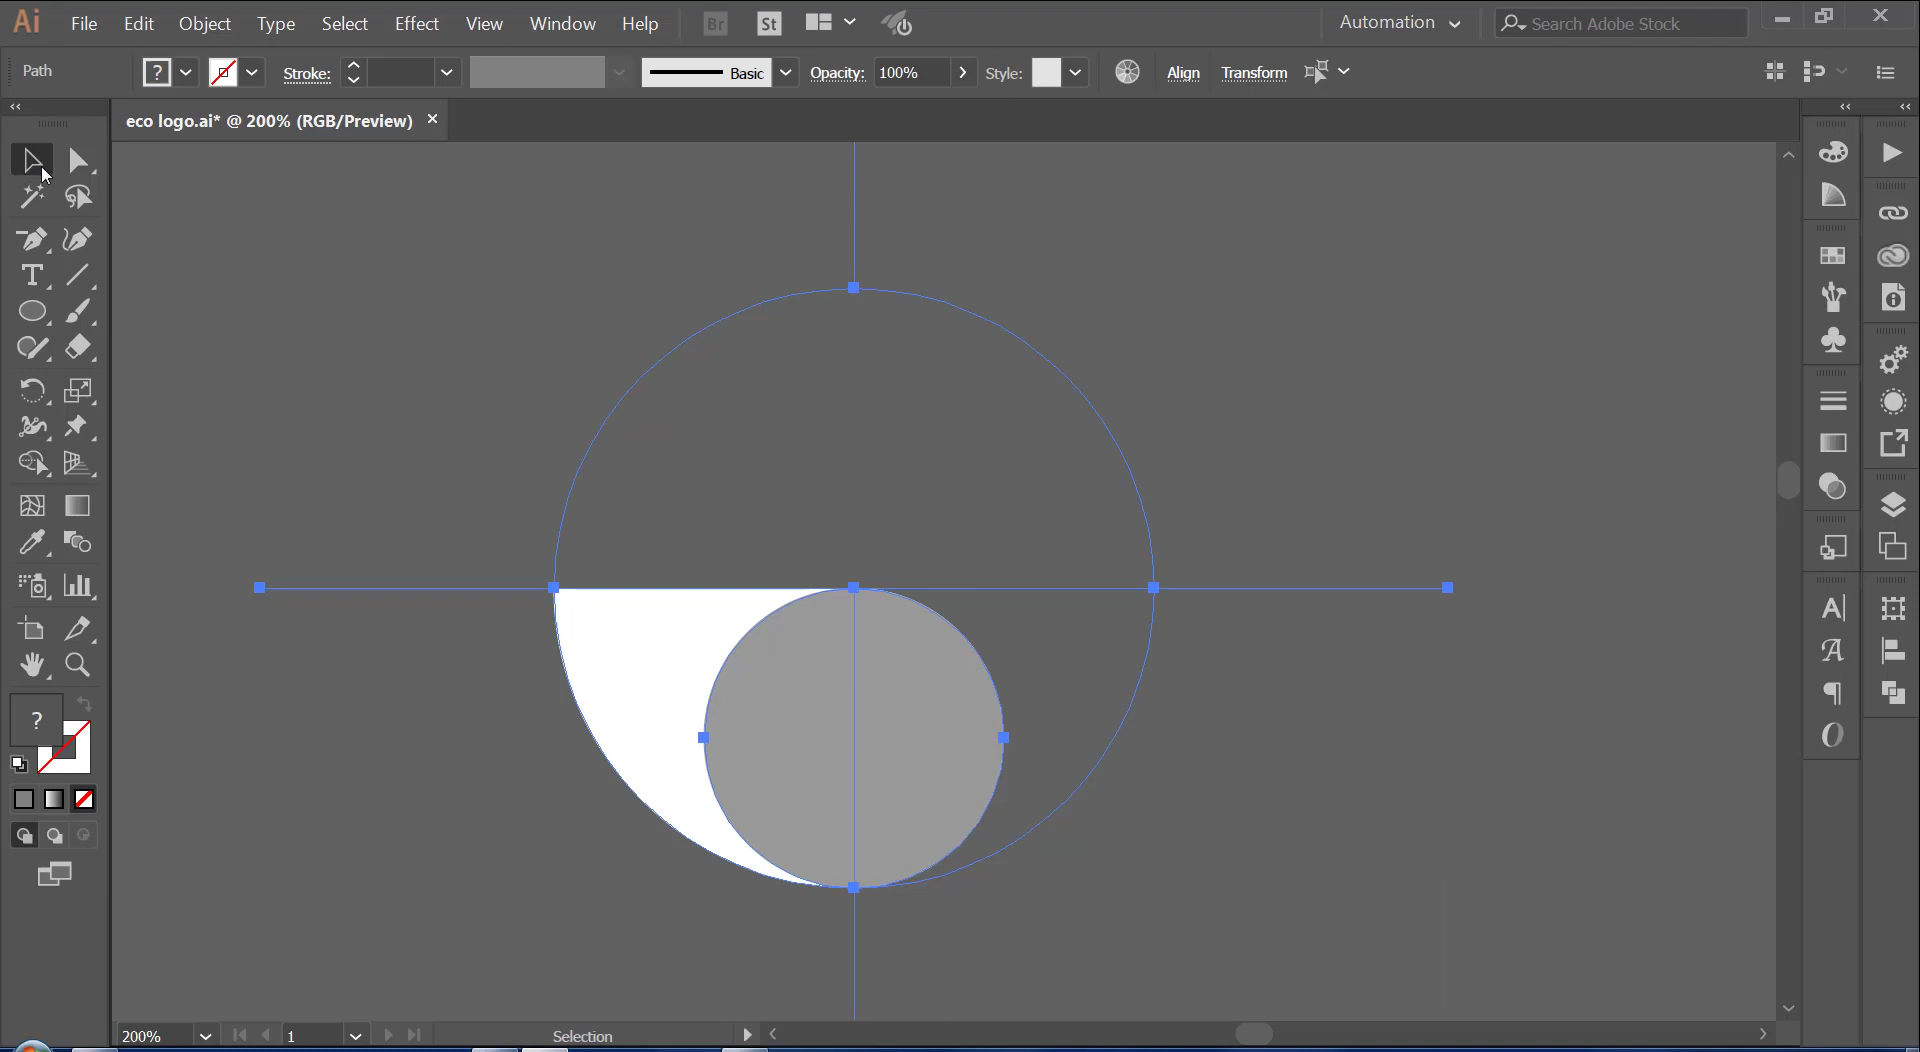 Ai File Edit Object Type Select Effect View Window Help Br St Automation Search Adobe Stock
Path ? Stroke: Basic Opacity: 100% Style: Align Transform
eco logo.ai* @ 200% (RGB/Preview)
?
200% 1 Selection